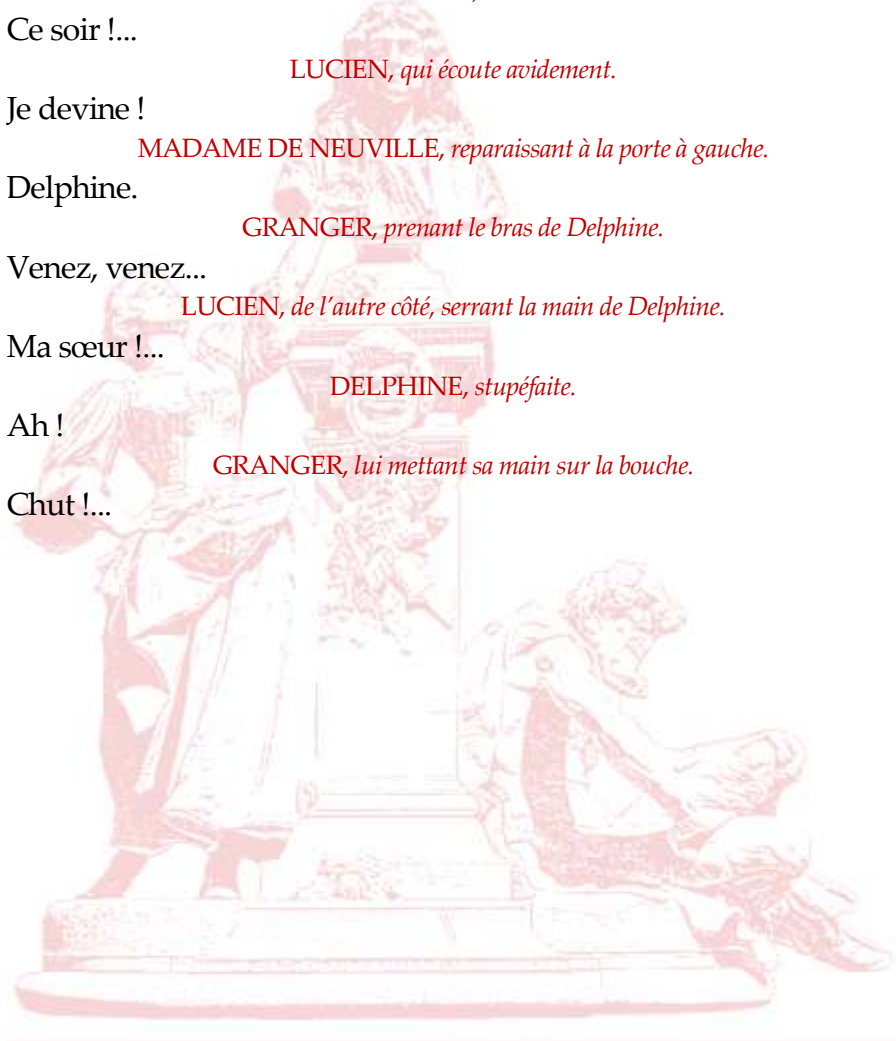 Ce soir !...
LUCIEN, qui écoute avidement.
Je devine !
MADAME DE NEUVILLE, reparaissant à la porte à gauche.
Delphine.
GRANGER, prenant le bras de Delphine.
Venez, venez...
LUCIEN, de l’autre côté, serrant la main de Delphine.
Ma sœur !...
DELPHINE, stupéfaite.
Ah !
GRANGER, lui mettant sa main sur la bouche.
Chut !...